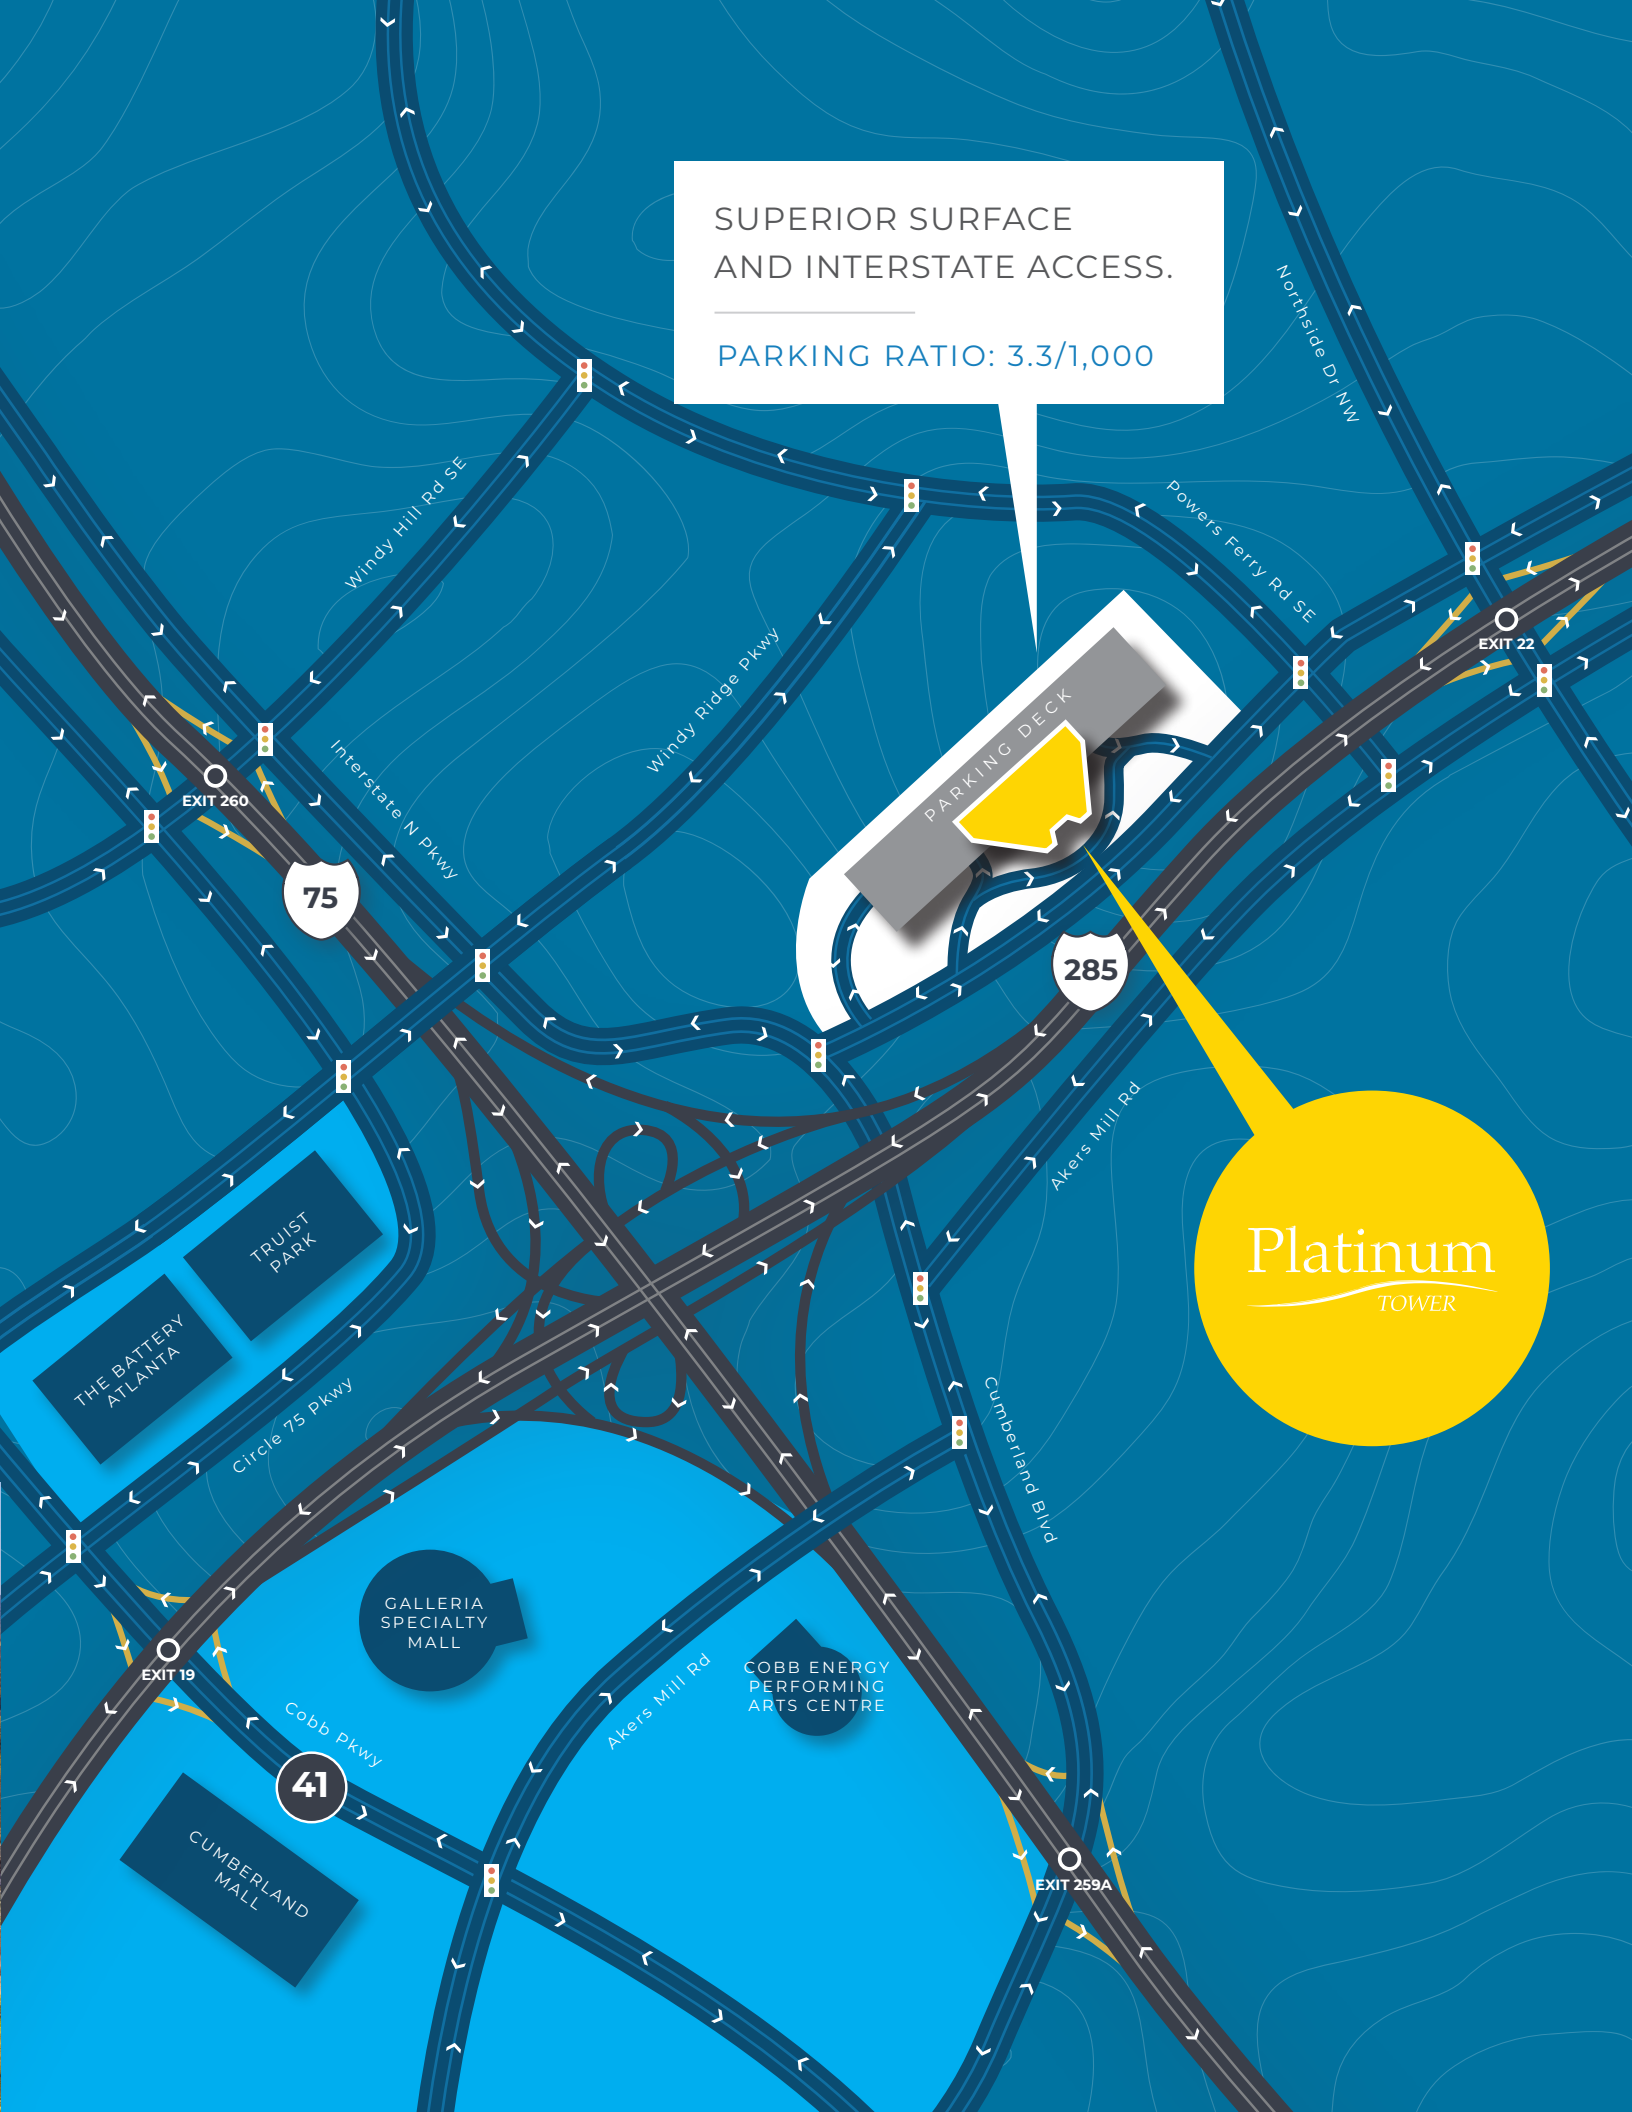 SUPERIOR SURFACE
AND INTERSTATE ACCESS.
PARKING RATIO: 3.3/1,000
Northside Dr NW
Windy Hill Rd SE
Powers Ferry Rd SE
EXIT 22
Windy Ridge Pkwy
PARKING DECK
Interstate N Pkwy
EXIT 260
75
285
Akers Mill Rd
TRUIST
PARK
Platinum
TOWER
THE BATTERY
ATLANTA
Circle 75 Pkwy
Cumberland Blvd
GALLERIA
SPECIALTY
MALL
EXIT 19
COBB ENERGY
PERFORMING
ARTS CENTRE
Akers Mill Rd
Cobb Pkwy
41
CUMBERLAND
MALL
EXIT 259A